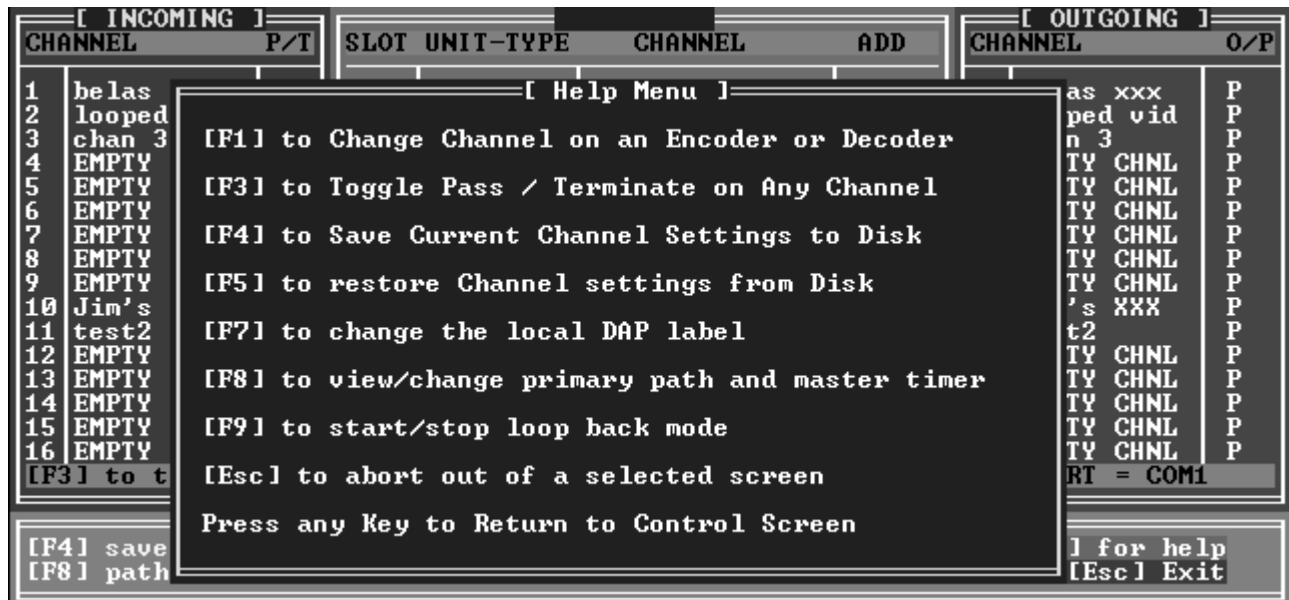 [ INCOMING ]
CHANNEL P/T
1 belas
2 looped
3 chan 3
4 EMPTY
5 EMPTY
6 EMPTY
7 EMPTY
8 EMPTY
9 EMPTY
10 Jim's
11 test2
12 EMPTY
13 EMPTY
14 EMPTY
15 EMPTY
16 EMPTY
[F3] to t
SLOT UNIT-TYPE CHANNEL ADD
[ Help Menu ]
[F1] to Change Channel on an Encoder or Decoder
[F3] to Toggle Pass / Terminate on Any Channel
[F4] to Save Current Channel Settings to Disk
[F5] to restore Channel settings from Disk
[F7] to change the local DAP label
[F8] to view/change primary path and master timer
[F9] to start/stop loop back mode
[Esc] to abort out of a selected screen
Press any Key to Return to Control Screen
[ OUTGOING ]
CHANNEL O/P
as xxx P
ped vid P
n 3 P
TY CHNL P
TY CHNL P
TY CHNL P
TY CHNL P
TY CHNL P
TY CHNL P
's XXX P
t2 P
TY CHNL P
TY CHNL P
TY CHNL P
TY CHNL P
TY CHNL P
RT = COM1
[F4] save
[F8] path
] for help
[Esc] Exit